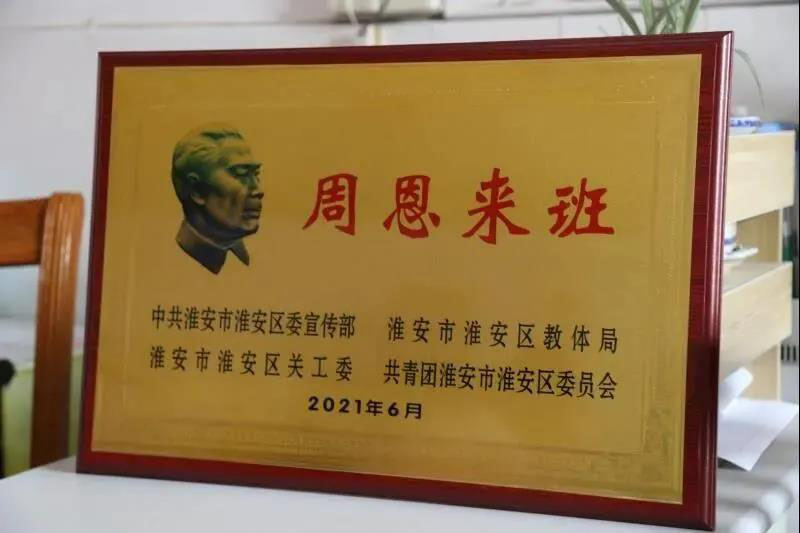 周恩来班
中共淮安市淮安区委宣传部 淮安市淮安区教体局
淮安市淮安区关工委 共青团淮安市淮安区委员会
2021年6月